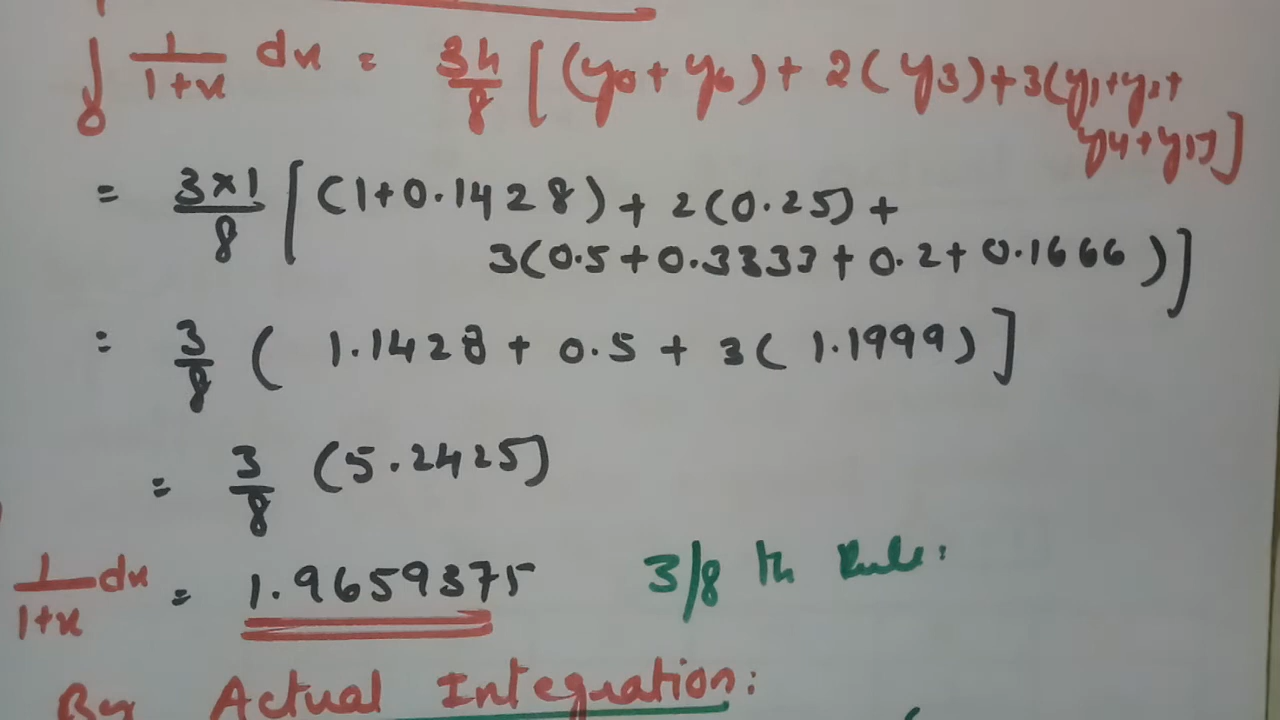 ∫0 1/1+x dx = 3h/8 [(y0+y6)+2(y3)+3(y1+y2+
y4+y5)]
= 3×1/8 [(1+0.1428)+2(0.25)+
3(0.5+0.3333+0.2+0.1666)]
= 3/8 ( 1.1428+0.5+3(1.1999)]
= 3/8 (5.2425)
1/1+x dx = 1.9659375 3/8 th Rule:
By Actual Integration: